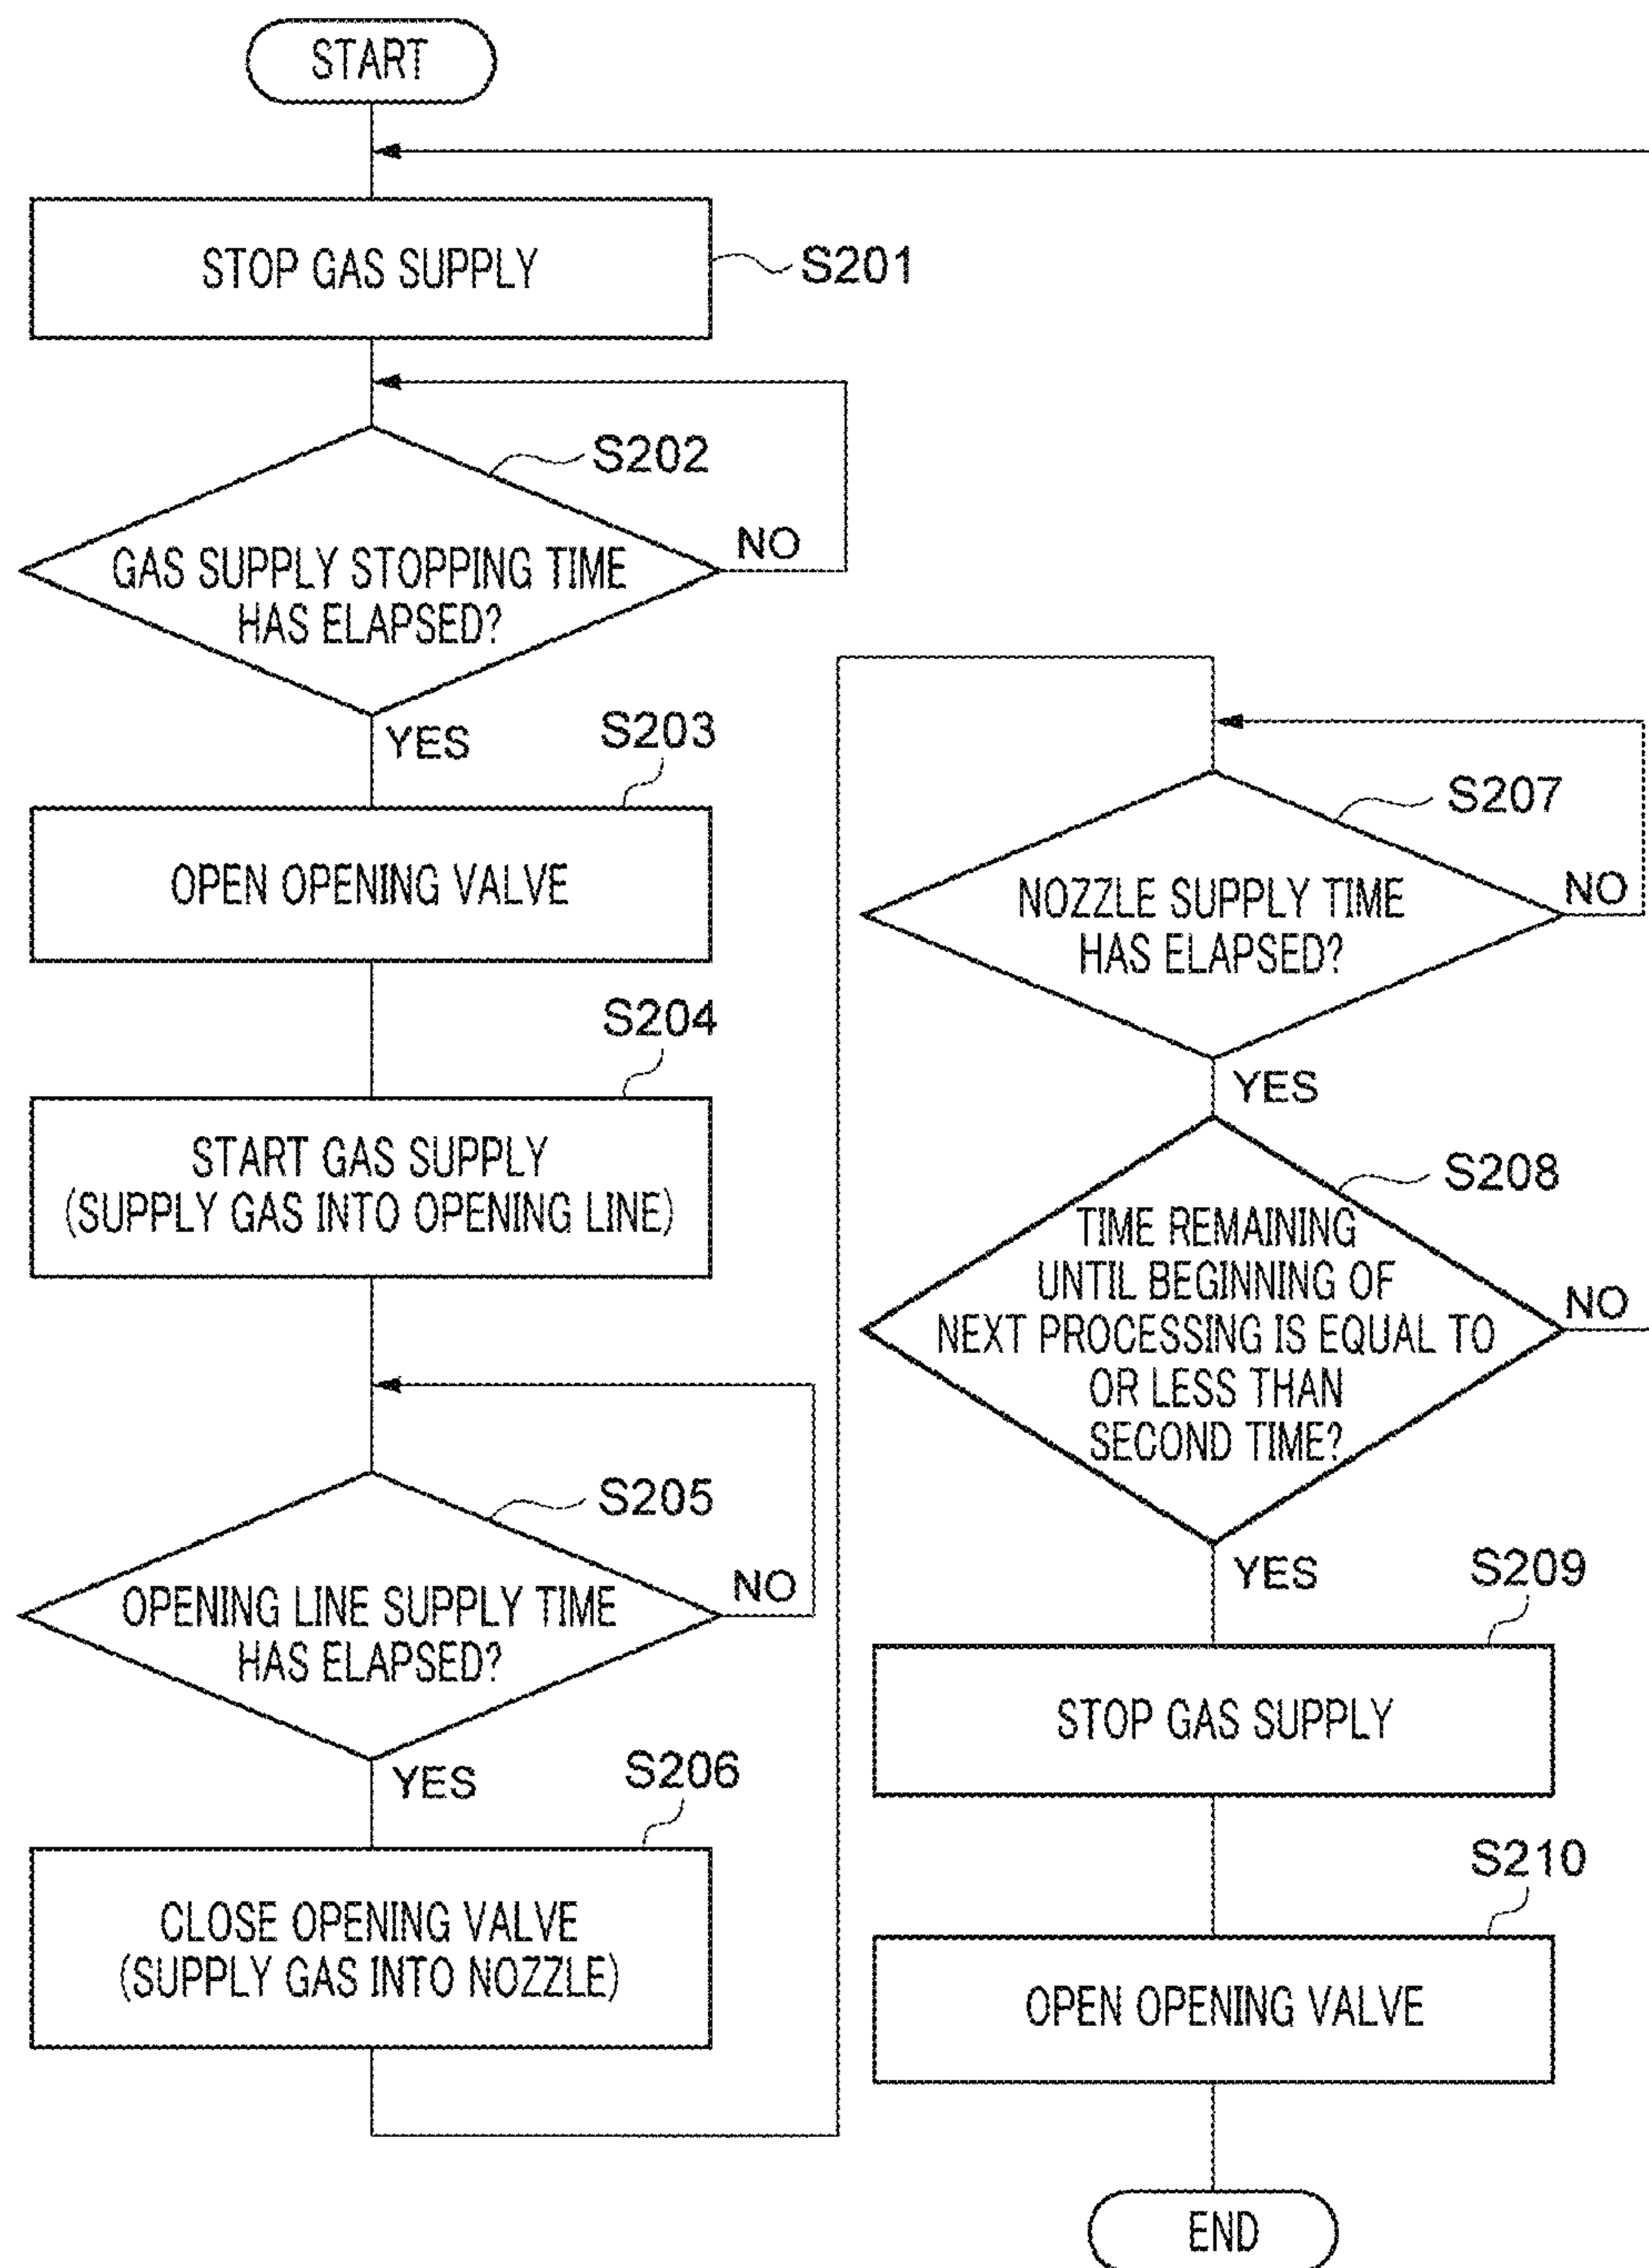 START
STOP GAS SUPPLY
S201
S202
GAS SUPPLY STOPPING TIME
HAS ELAPSED?
NO
YES
S203
OPEN OPENING VALVE
S204
START GAS SUPPLY
(SUPPLY GAS INTO OPENING LINE)
S205
OPENING LINE SUPPLY TIME
HAS ELAPSED?
NO
YES
S206
CLOSE OPENING VALVE
(SUPPLY GAS INTO NOZZLE)
S207
NOZZLE SUPPLY TIME
HAS ELAPSED?
NO
YES
S208
TIME REMAINING
UNTIL BEGINNING OF
NEXT PROCESSING IS EQUAL TO
OR LESS THAN
SECOND TIME?
NO
YES
S209
STOP GAS SUPPLY
S210
OPEN OPENING VALVE
END